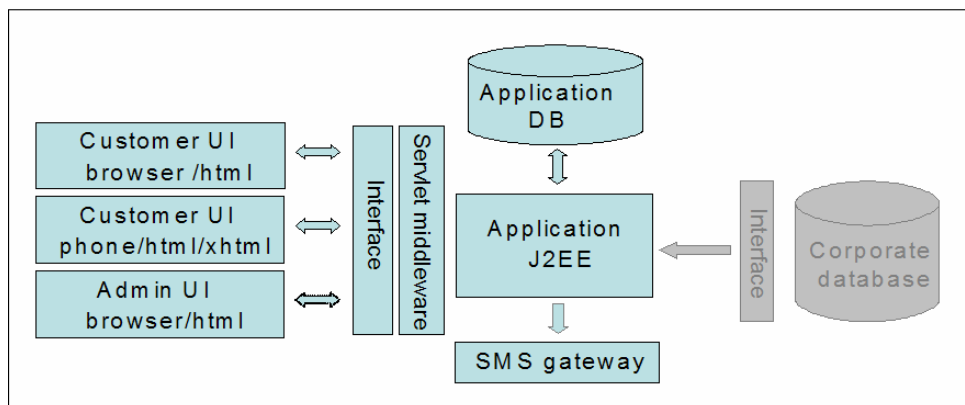 Customer UI
browser /html
Customer UI
phone/html/xhtml
Admin UI
browser/html
Interface
Servlet middleware
Application
DB
Application
J2EE
SMS gateway
Interface
Corporate
database